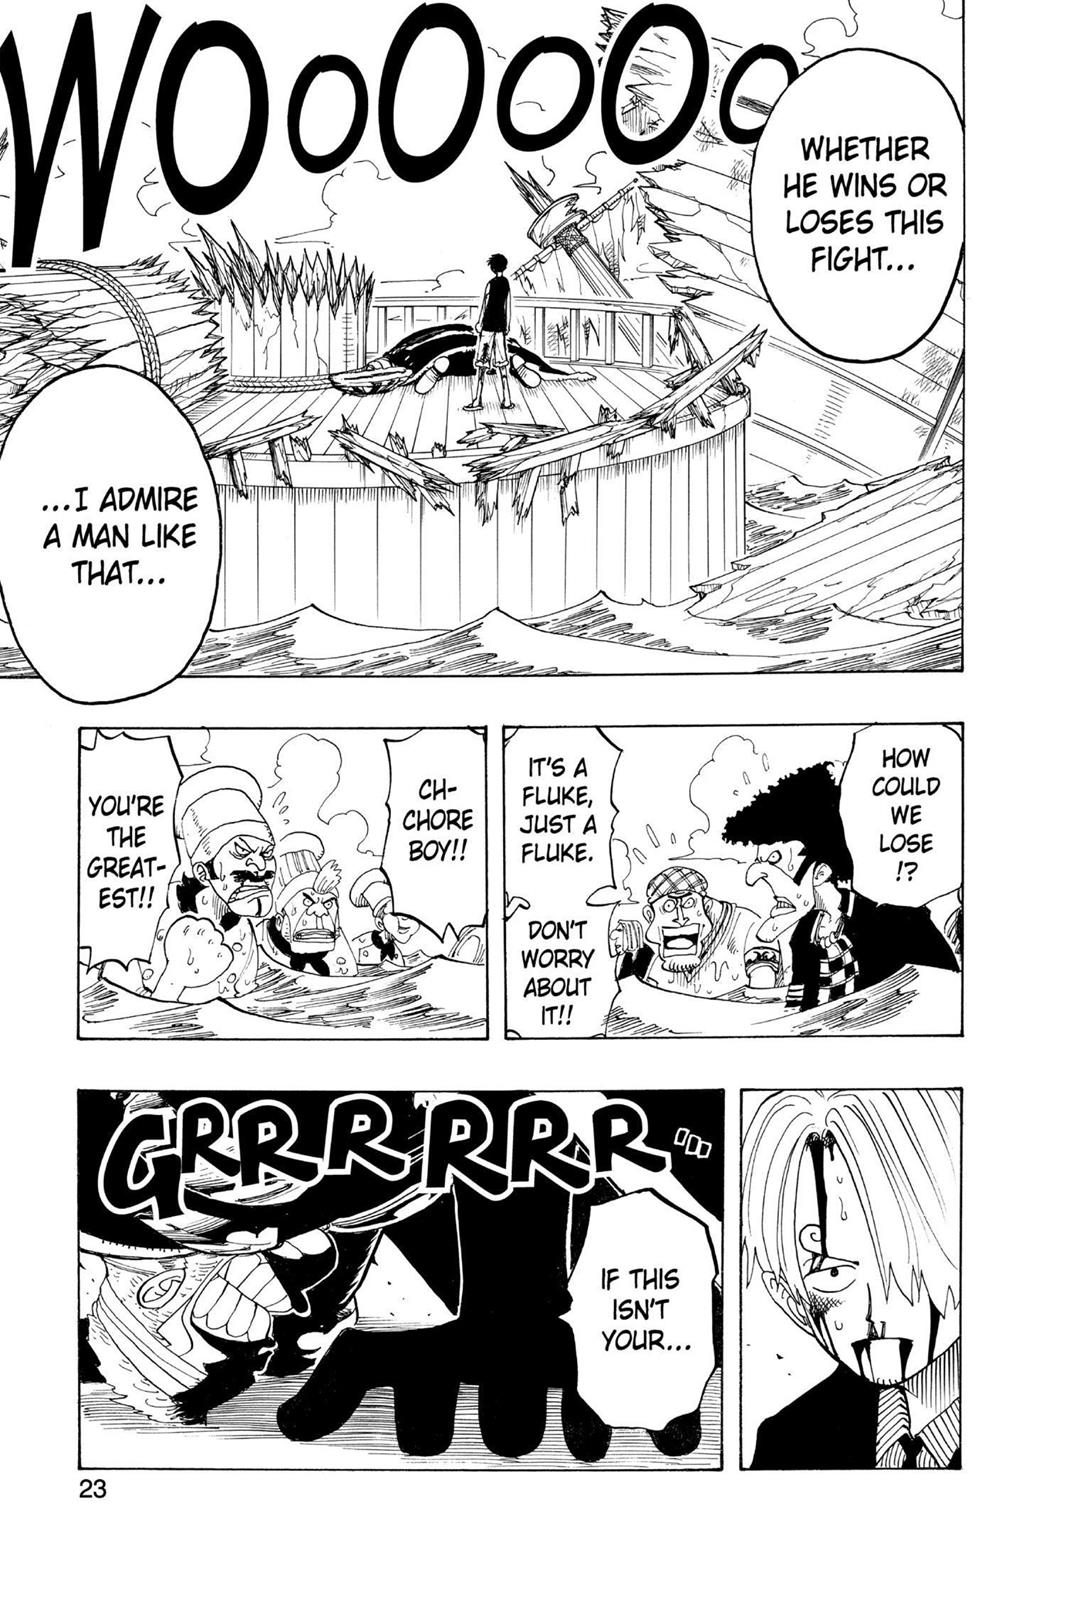 WOOOOOO
WHETHER
HE WINS OR
LOSES THIS
FIGHT...
...I ADMIRE
A MAN LIKE
THAT...
HOW
COULD
WE
LOSE
!?
IT'S A
FLUKE,
JUST A
FLUKE.
DON'T
WORRY
ABOUT
IT!!
CH-
CHORE
BOY!!
YOU'RE
THE
GREAT-
EST!!
GRRRRRR...
IF THIS
ISN'T
YOUR...
23